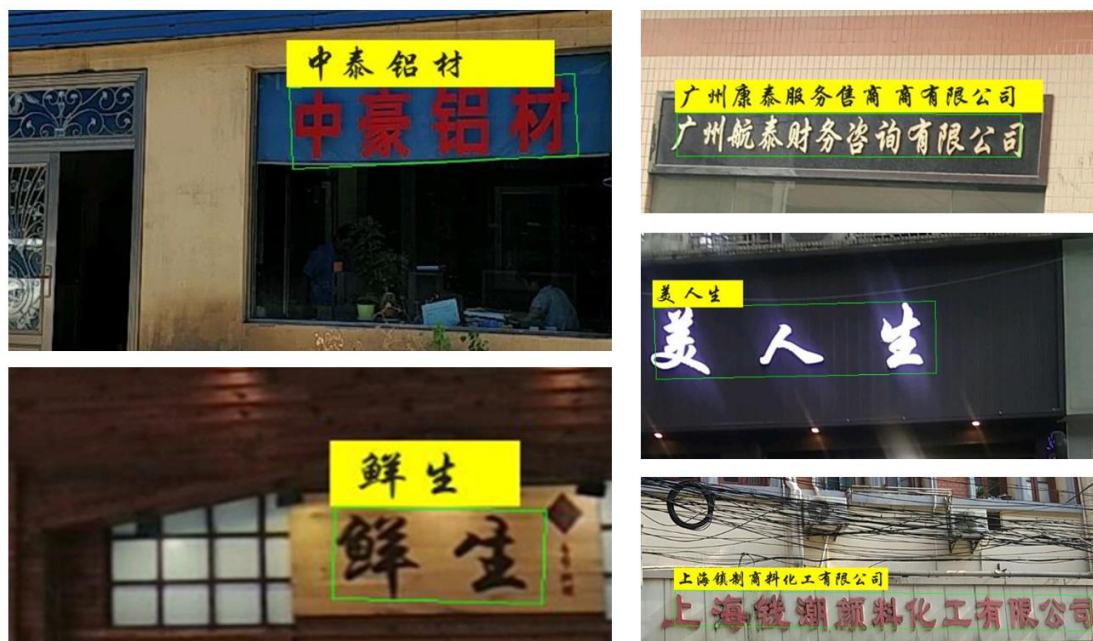 中泰铝材
中豪铝材
鲜生
鲜生
广州康泰服务售商 商有限公司
广州航泰财务咨询有限公司
美人生
美人生
上海镇制商料化工有限公司
上海钱潮颜料化工有限公司